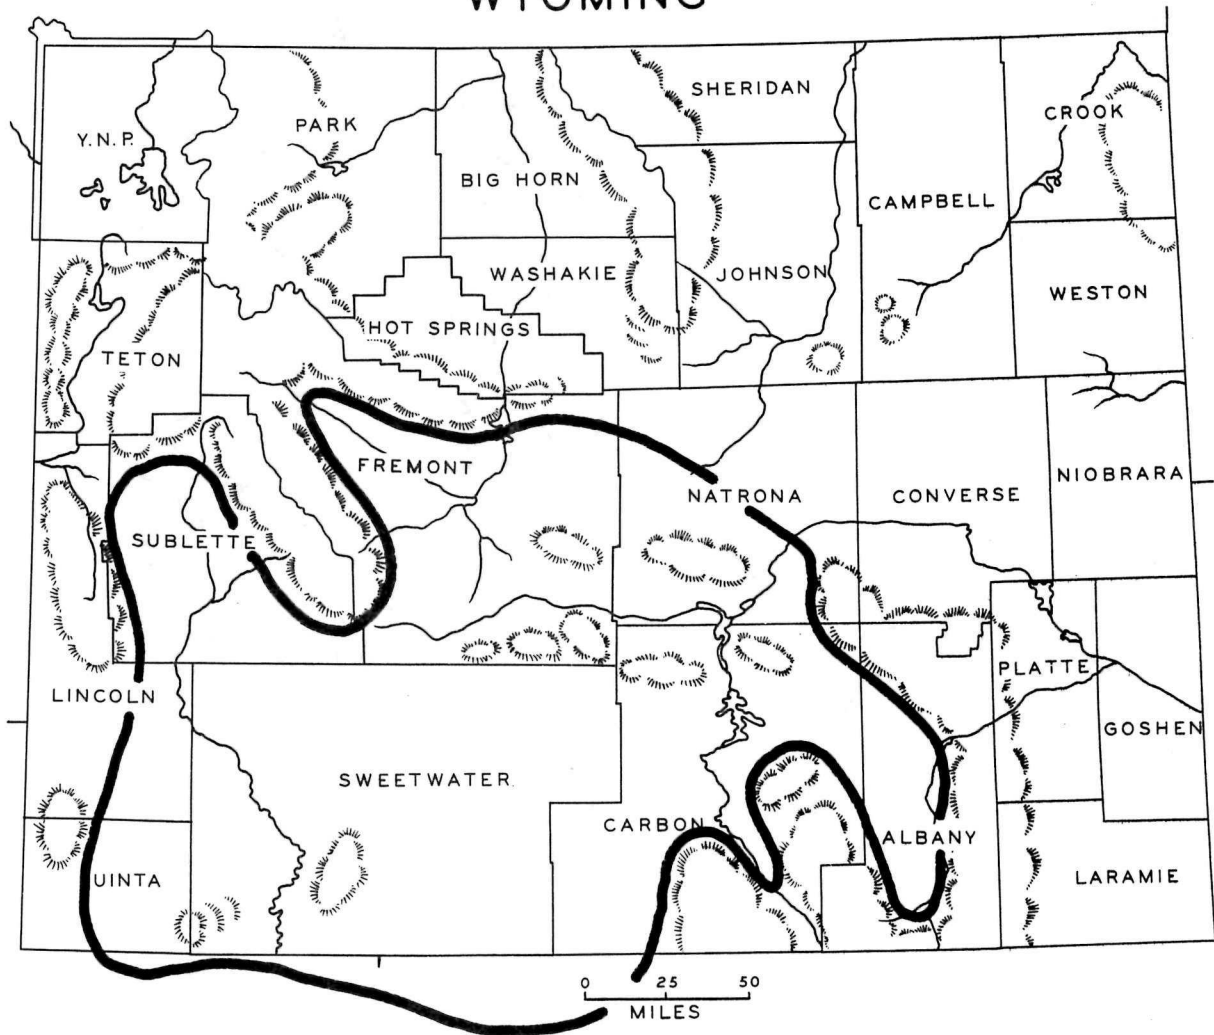 WYOMING
SHERIDAN
CROOK
PARK
Y.N.P.
BIG HORN
CAMPBELL
WASHAKIE
JOHNSON
WESTON
HOT SPRINGS
TETON
FREMONT
NIOBRARA
NATRONA
CONVERSE
SUBLETTE
PLATTE
LINCOLN
GOSHEN
SWEETWATER
CARBON
ALBANY
UINTA
LARAMIE
0 25 50
MILES